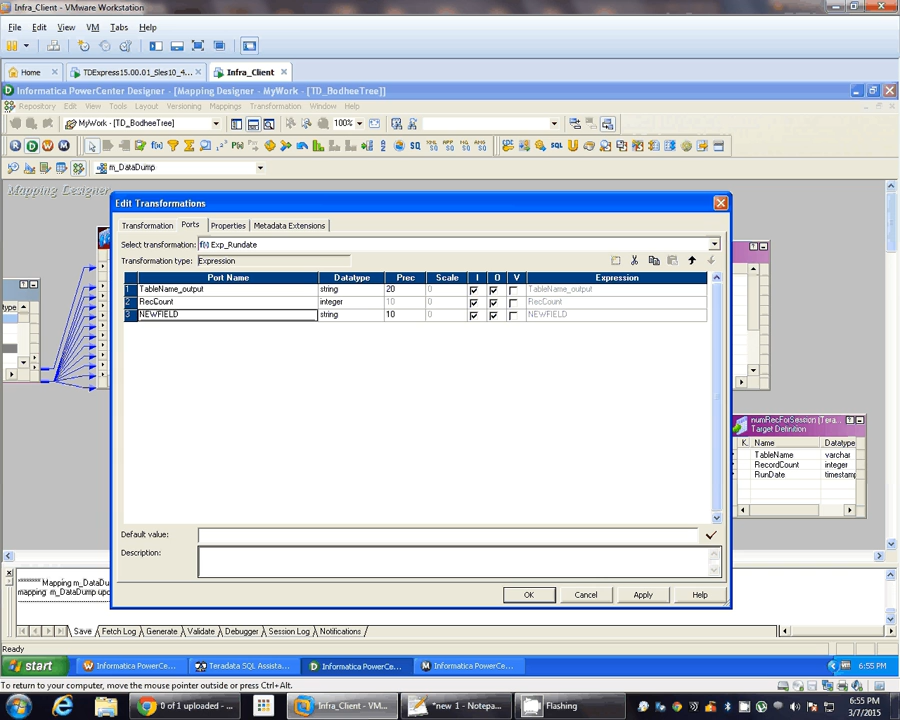 Infra_Client - VMware Workstation
File Edit View VM Tabs Help
Home TDExpress15.00.01_Sles10_4... Infra_Client
Informatica PowerCenter Designer - [Mapping Designer - MyWork - [TD_BodheeTree]]
Repository Edit View Tools Layout Versioning Mappings Transformation Window Help
MyWork - [TD_BodheeTree] 100%
m_DataDump
Mapping Designer
Edit Transformations
Transformation Ports Properties Metadata Extensions
Select transformation: f(x) Exp_Rundate
Transformation type: Expression
Port Name Datatype Prec Scale I O V Expression
1 TableName_output string 20 0 TableName_output
2 RecCount integer 10 0 RecCount
3 NEWFIELD string 10 0 NEWFIELD
Default value:
Description:
OK Cancel Apply Help
numRecForSession (Tera...
Target Definition
K. Name Datatype
TableName varchar
RecordCount integer
RunDate timestamp
******* Mapping m_DataDu
mapping m_DataDump upd
Save Fetch Log Generate Validate Debugger Session Log Notifications
Ready
start Informatica PowerCe... Teradata SQL Assista... Informatica PowerCe... Informatica PowerCe... 6:55 PM
To return to your computer, move the mouse pointer outside or press Ctrl+Alt.
0 of 1 uploaded - ... Infra_Client - VM... *new 1 - Notepa... Flashing 6:55 PM
3/7/2015